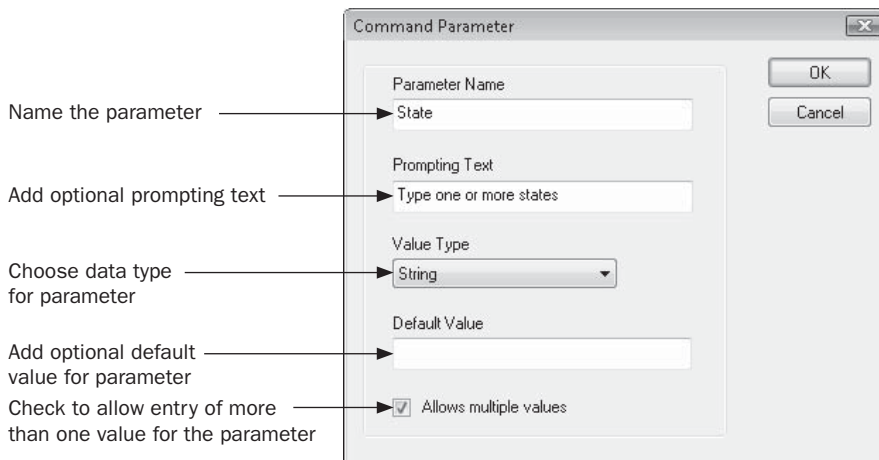 Command Parameter
OK
Cancel
Parameter Name
Name the parameter
State
Prompting Text
Add optional prompting text
Type one or more states
Value Type
Choose data type
for parameter
String
Default Value
Add optional default
value for parameter
Check to allow entry of more
than one value for the parameter
Allows multiple values